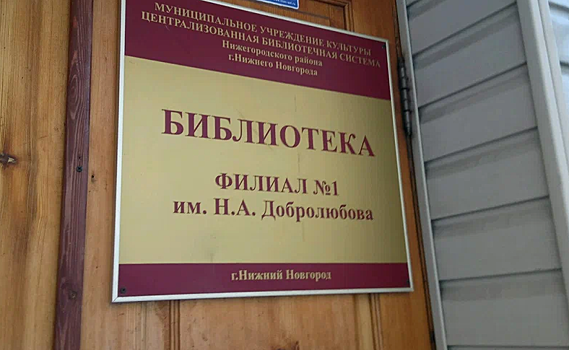 МУНИЦИПАЛЬНОЕ УЧРЕЖДЕНИЕ КУЛЬТУРЫ
ЦЕНТРАЛИЗОВАННАЯ БИБЛИОТЕЧНАЯ СИСТЕМА
Нижегородского района
г.Нижнего Новгорода
БИБЛИОТЕКА
ФИЛИАЛ №1
им. Н.А. Добролюбова
г.Нижний Новгород